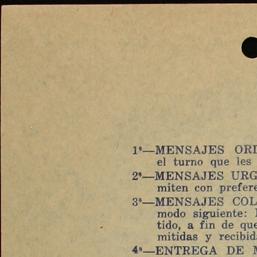 1ª—MENSAJES ORD
el turno que les
2ª—MENSAJES URG
miten con prefere
3ª—MENSAJES COL
modo siguiente:
tido, a fin de que
mitidas y recibid
4ª—ENTREGA DE M